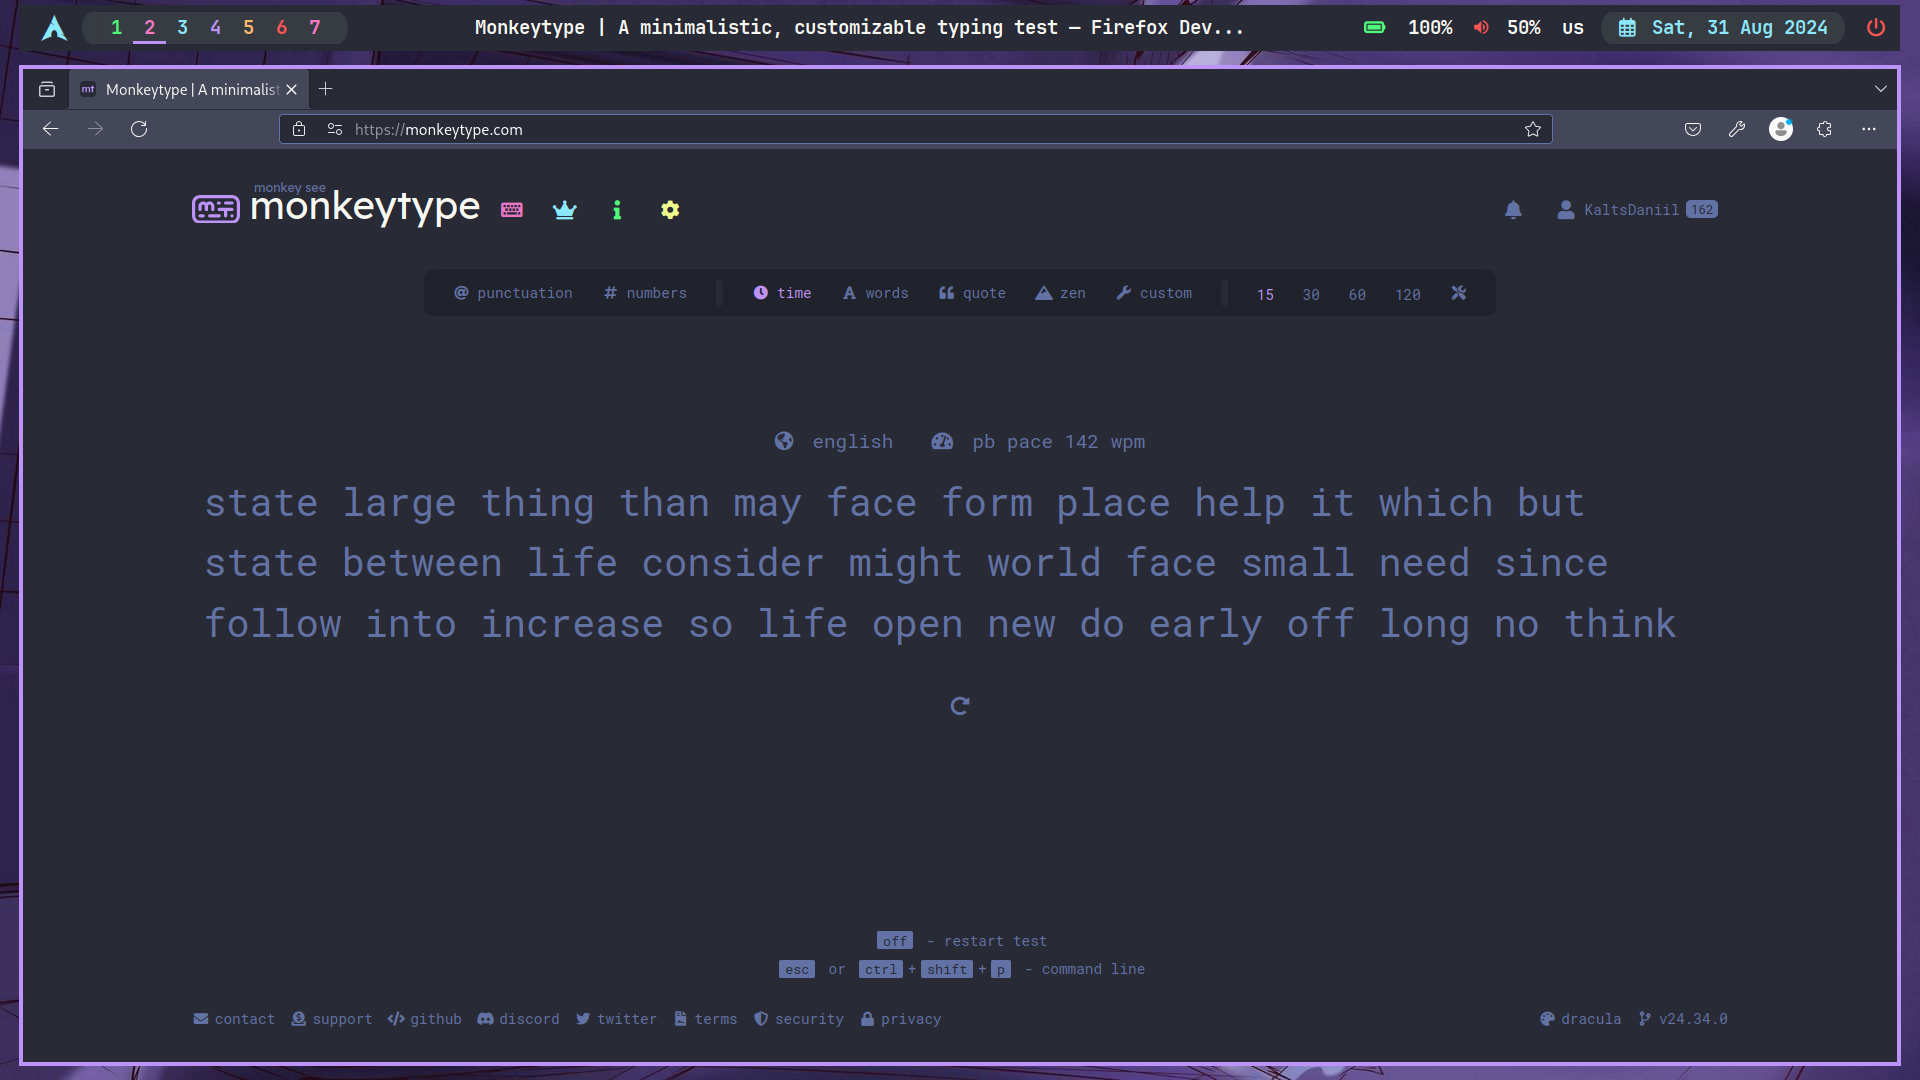 1 2 3 4 5 6 7 Monkeytype | A minimalistic, customizable typing test — Firefox Dev... 100% 50% us Sat, 31 Aug 2024
mt Monkeytype | A minimalist
https://monkeytype.com
monkey see
monkeytype KaltsDaniil 162
@ punctuation # numbers time A words quote zen custom 15 30 60 120
english pb pace 142 wpm
state large thing than may face form place help it which but
state between life consider might world face small need since
follow into increase so life open new do early off long no think
off - restart test
esc or ctrl + shift + p - command line
contact support github discord twitter terms security privacy dracula v24.34.0